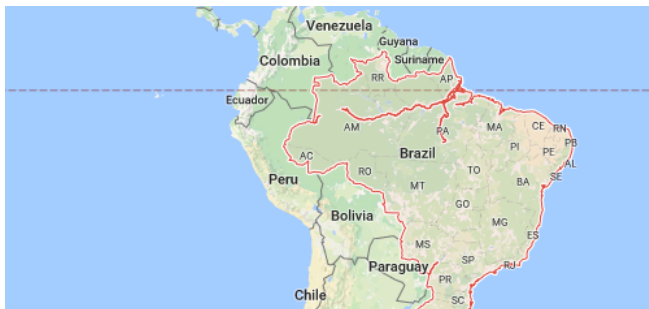 Venezuela
Guyana
Colombia
Suriname
RR
AP
Ecuador
AM
PA
MA
CE
RN
PB
PI
PE
AL
AC
Brazil
RO
TO
SE
Peru
MT
BA
GO
Bolivia
MG
MS
ES
SP
Paraguay
RJ
PR
Chile
SC